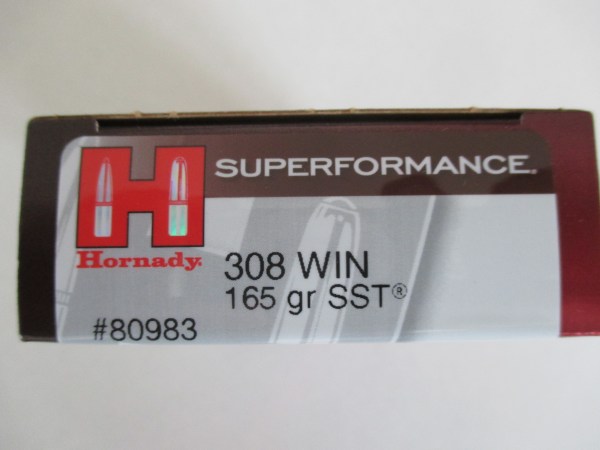 SUPERFORMANCE®
H
Hornady®
308 WIN
165 gr SST®
#80983